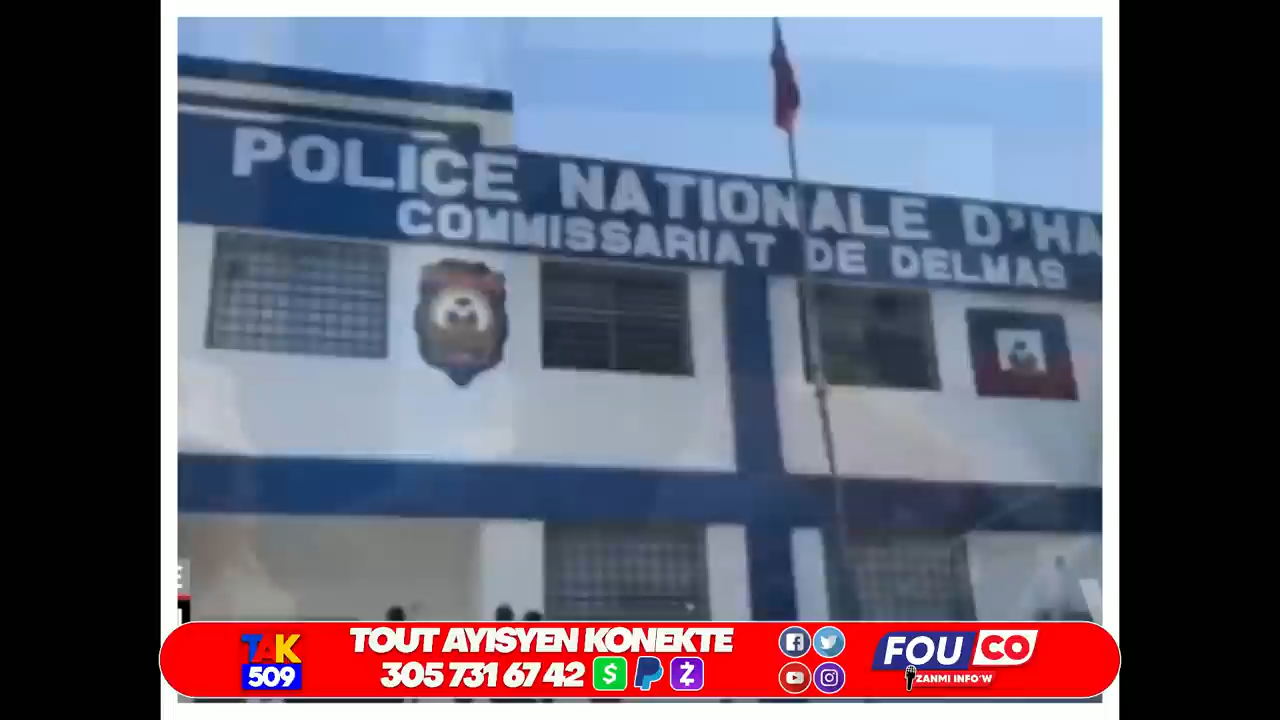 POLICE NATIONALE D'HA
COMMISSARIAT DE DELMAS
E
TAK
509
TOUT AYISYEN KONEKTE
305 731 67 42
FOU CO
ZANMI INFO'W